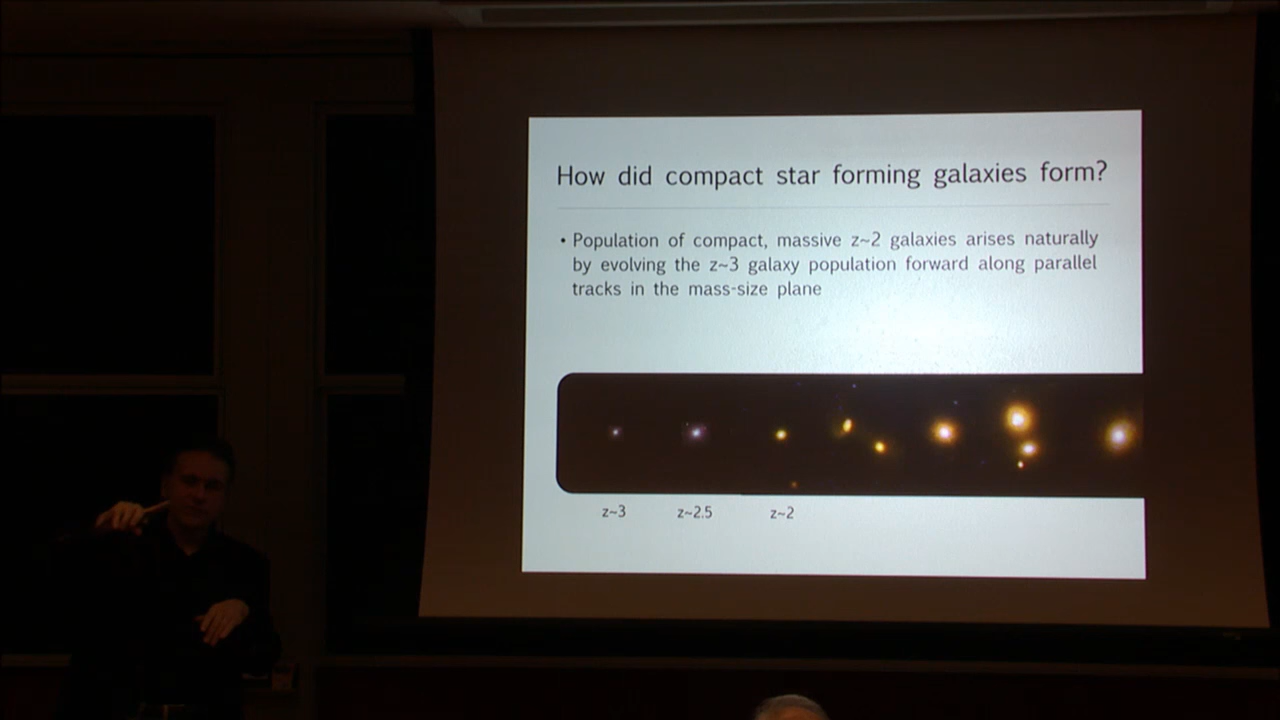 How did compact star forming galaxies form?
• Population of compact, massive z~2 galaxies arises naturally
by evolving the z~3 galaxy population forward along parallel
tracks in the mass-size plane
z~3 z~2.5 z~2